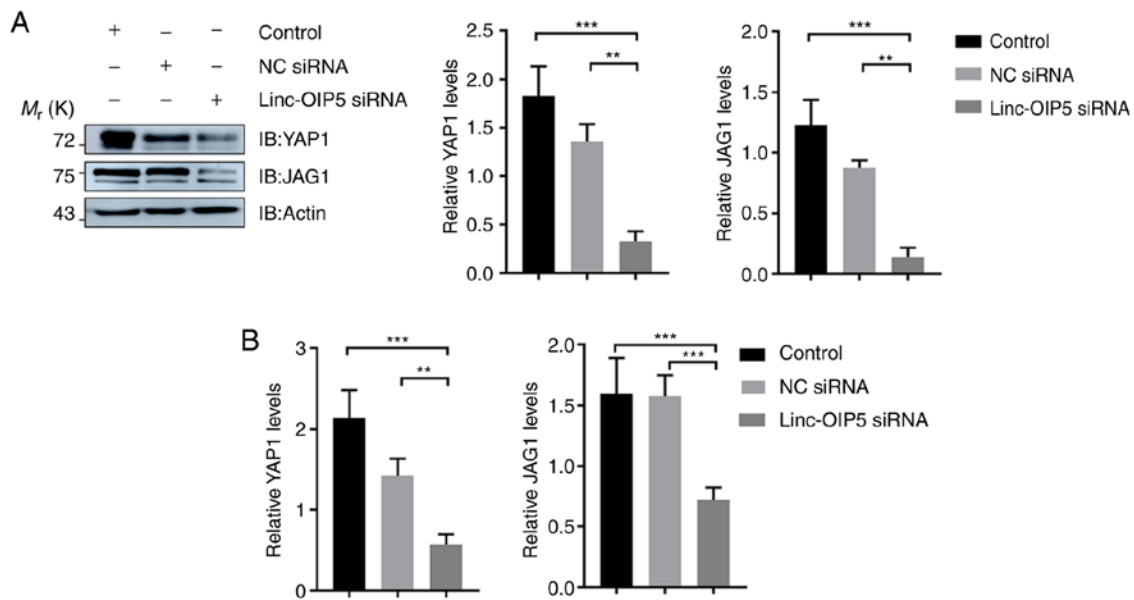 A
+ – – Control
– + – NC siRNA
– – + Linc-OIP5 siRNA
Mr (K)
72 IB:YAP1
75 IB:JAG1
43 IB:Actin
Relative YAP1 levels
2.5
2.0
1.5
1.0
0.5
0.0
***
**
Relative JAG1 levels
2.0
1.5
1.0
0.5
0.0
***
**
Control
NC siRNA
Linc-OIP5 siRNA
B
Relative YAP1 levels
3
2
1
0
***
**
Relative JAG1 levels
2.0
1.5
1.0
0.5
0.0
***
***
Control
NC siRNA
Linc-OIP5 siRNA